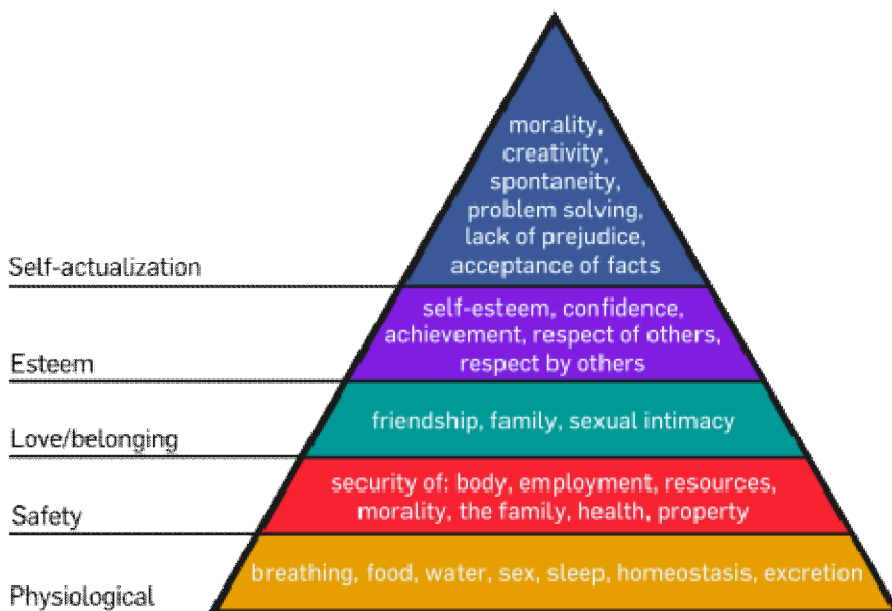 morality,
creativity,
spontaneity,
problem solving,
lack of prejudice,
acceptance of facts
Self-actualization
self-esteem, confidence,
achievement, respect of others,
respect by others
Esteem
friendship, family, sexual intimacy
Love/belonging
security of: body, employment, resources,
morality, the family, health, property
Safety
breathing, food, water, sex, sleep, homeostasis, excretion
Physiological